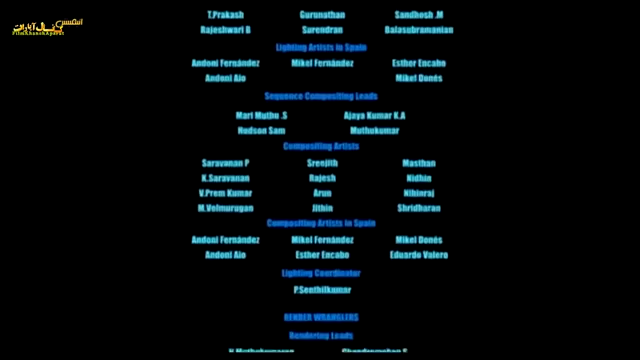 T.Prakash Gurunathan Sandhosh .M
Rajeshwari B Surendran Balasubramanian
Lighting Artists in Spain
Andoni Fernández Mikel Fernández Esther Encabo
Andoni Aio Mikel Donés
Sequence Compositing Leads
Mari Muthu .S Ajaya Kumar K.A
Hudson Sam Muthukumar
Compositing Artists
Saravanan P Sreejith Masthan
K.Saravanan Rajesh Nidhin
V.Prem Kumar Arun Nibinraj
M.Velmurugan Jithin Shridharan
Compositing Artists in Spain
Andoni Fernández Mikel Fernández Mikel Donés
Andoni Aio Esther Encabo Eduardo Valero
Lighting Coordinator
P.Senthilkumar
RENDER WRANGLERS
Rendering Leads